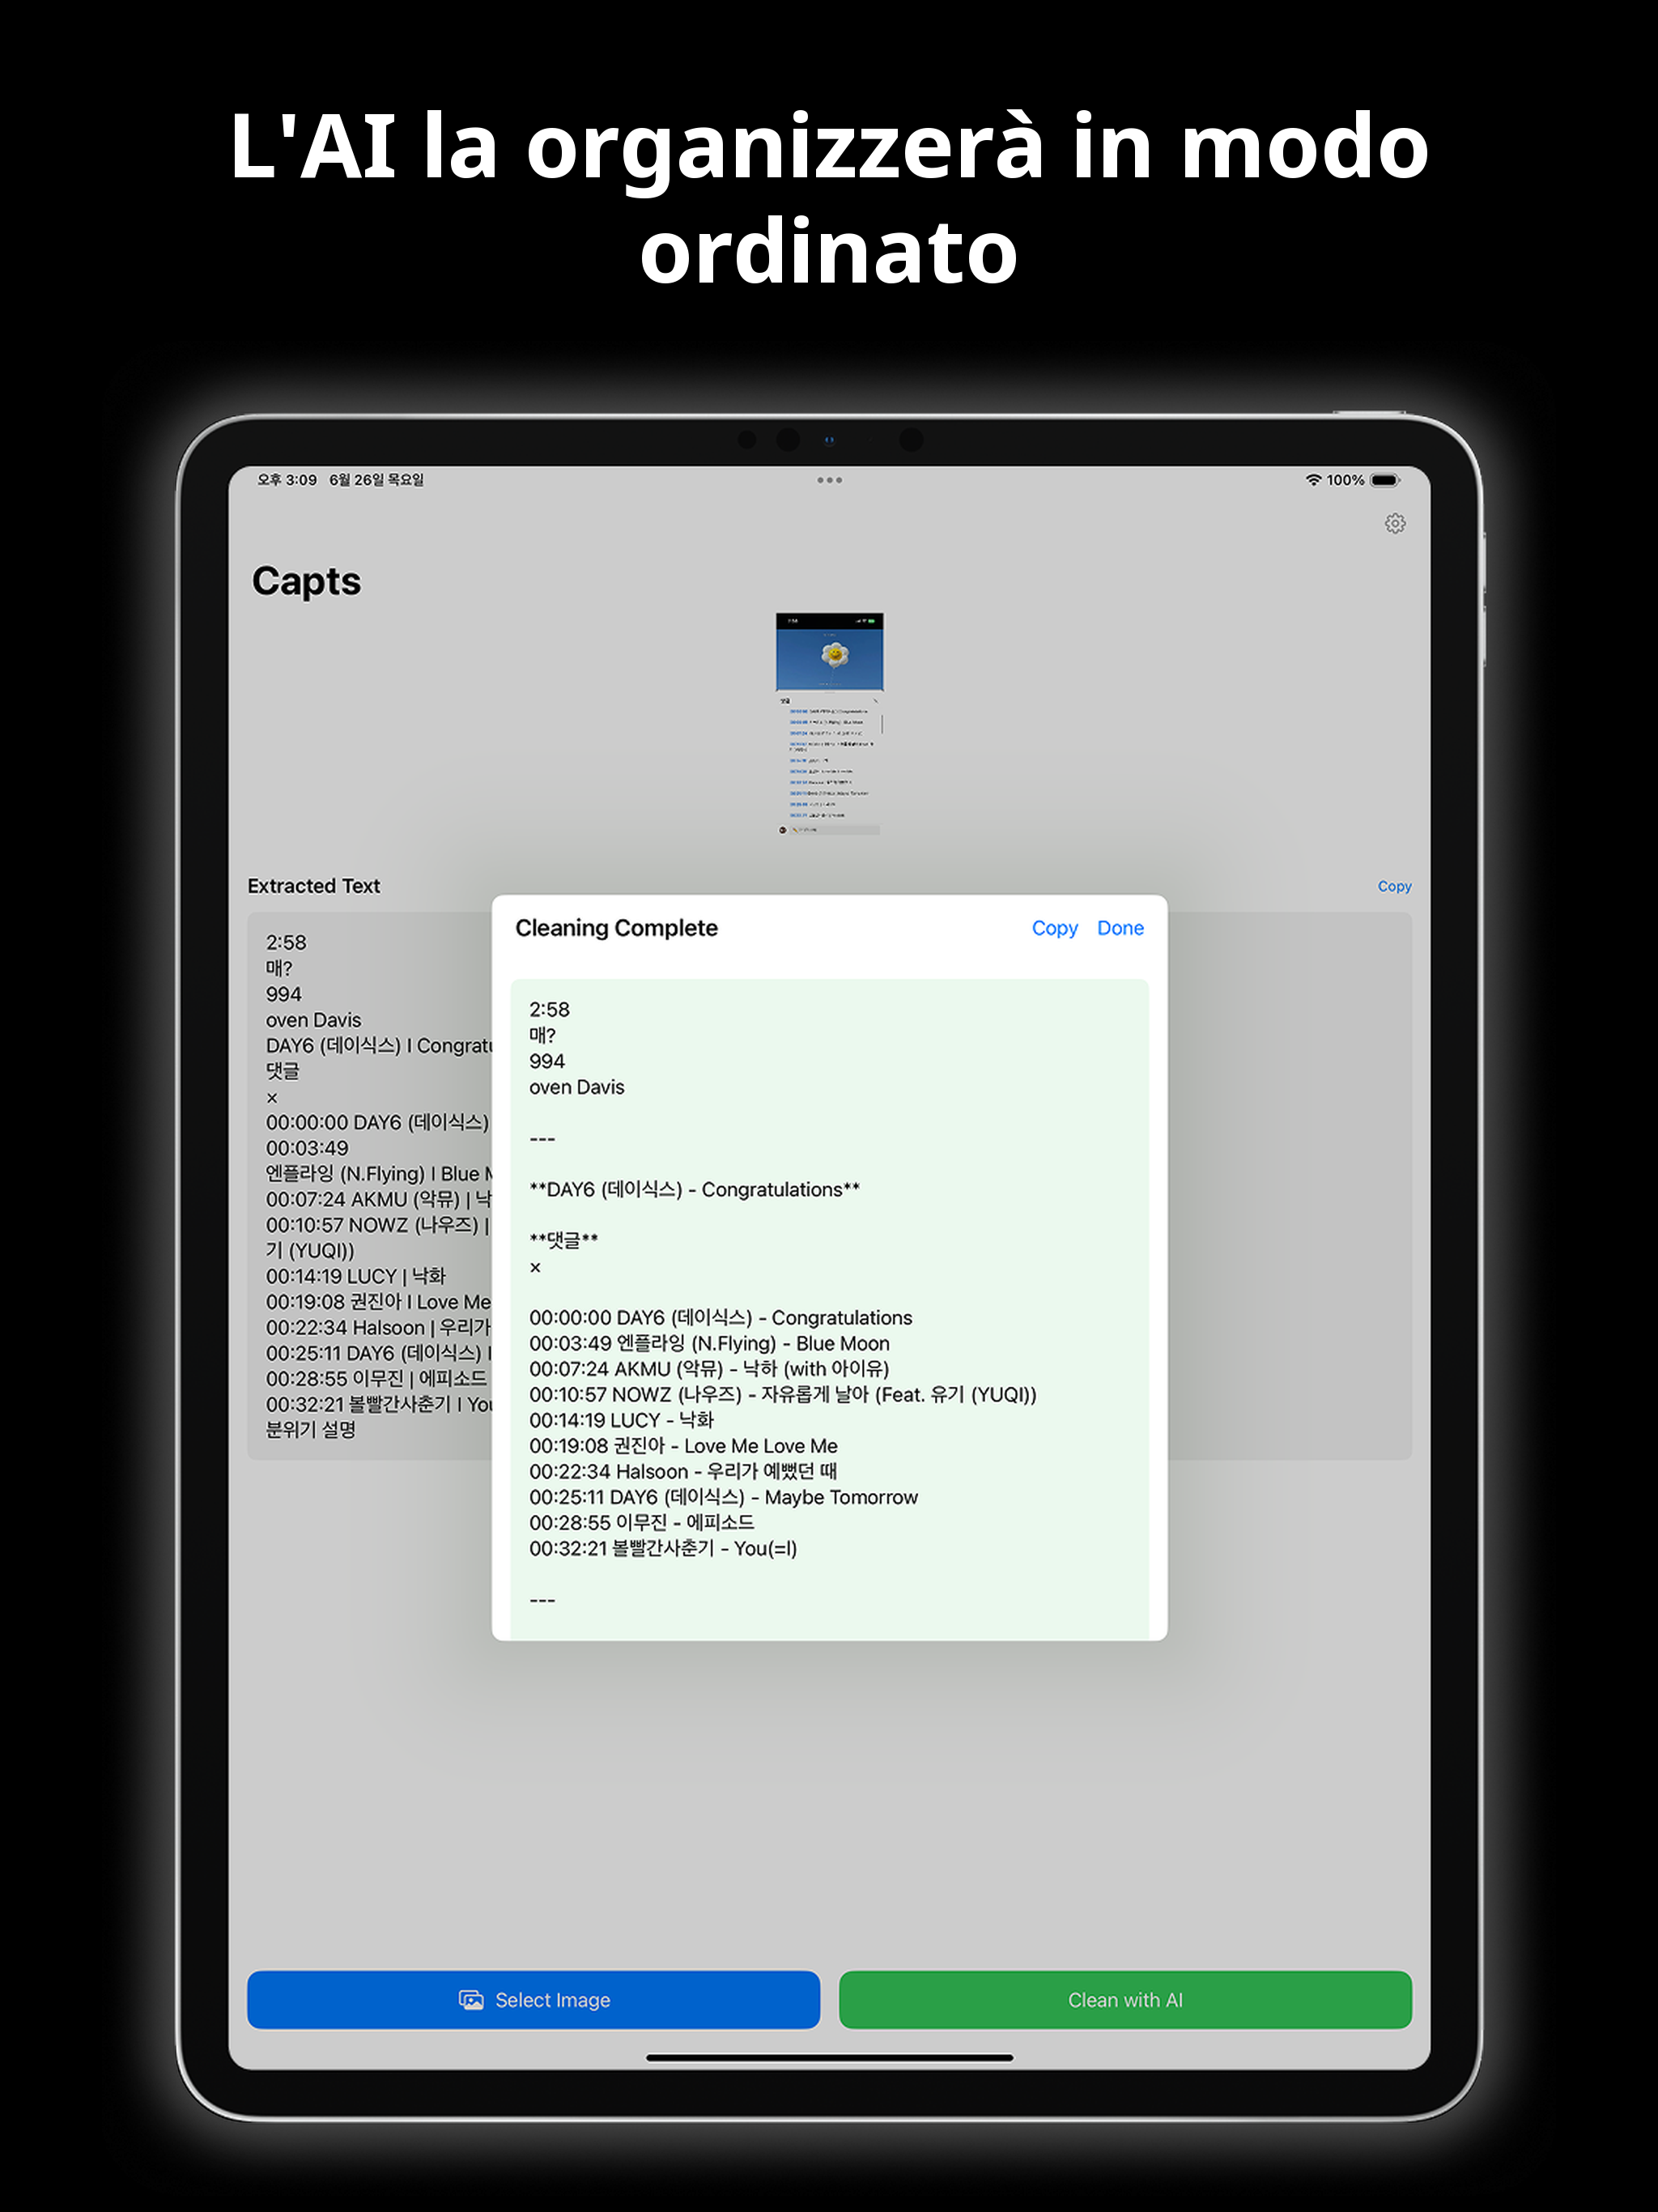 L'AI la organizzerà in modo
ordinato
오후 3:09 6월 26일 목요일
100%
Capts
댓글
Extracted Text
Copy
2:58
매?
994
oven Davis
DAY6 (데이식스) I
댓글
×
00:00:00 DAY6 (데이식스)
00:03:49
엔플라잉 (N.Flying) I Blue
00:07:24 AKMU (악뮤) |
00:10:57 NOWZ (나우즈) |
기 (YUQI))
00:14:19 LUCY | 낙화
00:19:08 권진아 I Love Me
00:22:34 Halsoon | 우리가
00:25:11 DAY6 (데이식스) I
00:28:55 이무진 | 에피소드
00:32:21 볼빨간사춘기 I
분위기 설명
Cleaning Complete
Copy Done
2:58
매?
994
oven Davis
---
**DAY6 (데이식스) - Congratulations**
**댓글**
×
00:00:00 DAY6 (데이식스) - Congratulations
00:03:49 엔플라잉 (N.Flying) - Blue Moon
00:07:24 AKMU (악뮤) - 낙하 (with 아이유)
00:10:57 NOWZ (나우즈) - 자유롭게 날아 (Feat. 유기 (YUQI))
00:14:19 LUCY - 낙화
00:19:08 권진아 - Love Me Love Me
00:22:34 Halsoon - 우리가 예뻤던 때
00:25:11 DAY6 (데이식스) - Maybe Tomorrow
00:28:55 이무진 - 에피소드
00:32:21 볼빨간사춘기 - You(=I)
---
Select Image
Clean with AI